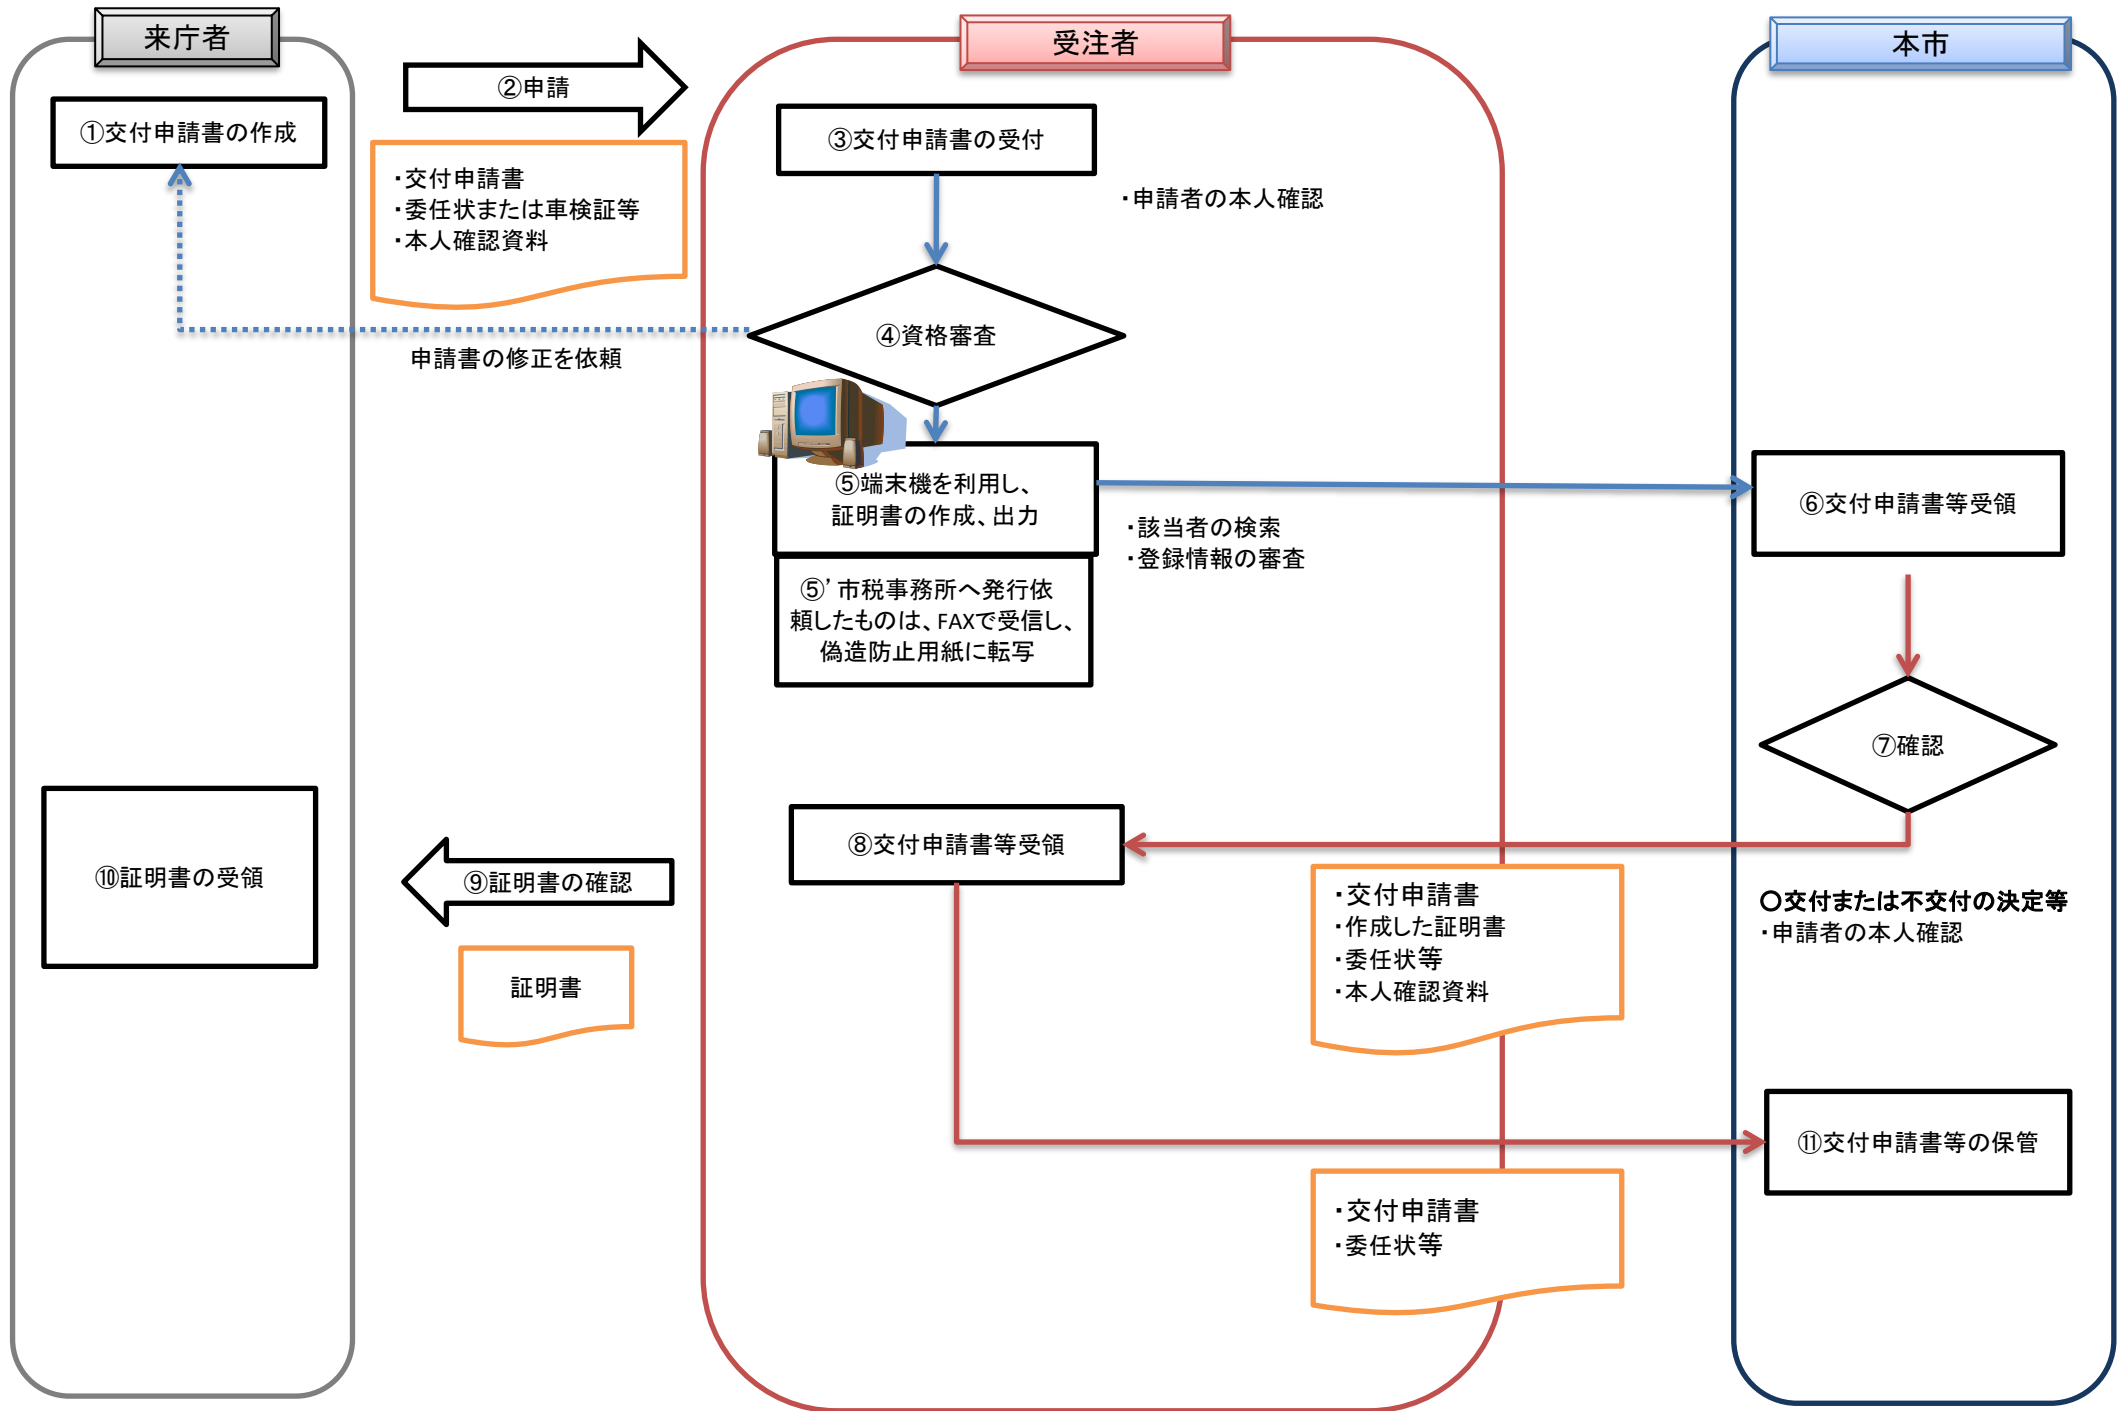 来庁者
受注者
本市
①交付申請書の作成
②申請
・交付申請書
・委任状または車検証等
・本人確認資料
③交付申請書の受付
・申請者の本人確認
④資格審査
申請書の修正を依頼
⑤端末機を利用し、
証明書の作成、出力
・該当者の検索
・登録情報の審査
⑤’市税事務所へ発行依
頼したものは、FAXで受信し、
偽造防止用紙に転写
⑥交付申請書等受領
⑦確認
⑧交付申請書等受領
⑨証明書の確認
証明書
⑩証明書の受領
・交付申請書
・作成した証明書
・委任状等
・本人確認資料
〇交付または不交付の決定等
・申請者の本人確認
⑪交付申請書等の保管
・交付申請書
・委任状等